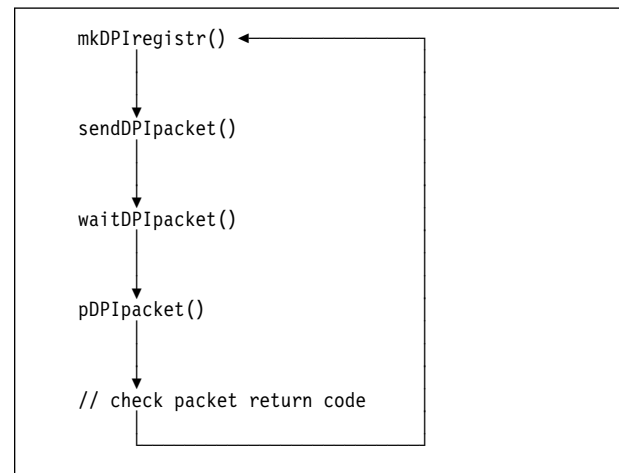 mkDPIregistr()
sendDPIpacket()
waitDPIpacket()
pDPIpacket()
// check packet return code